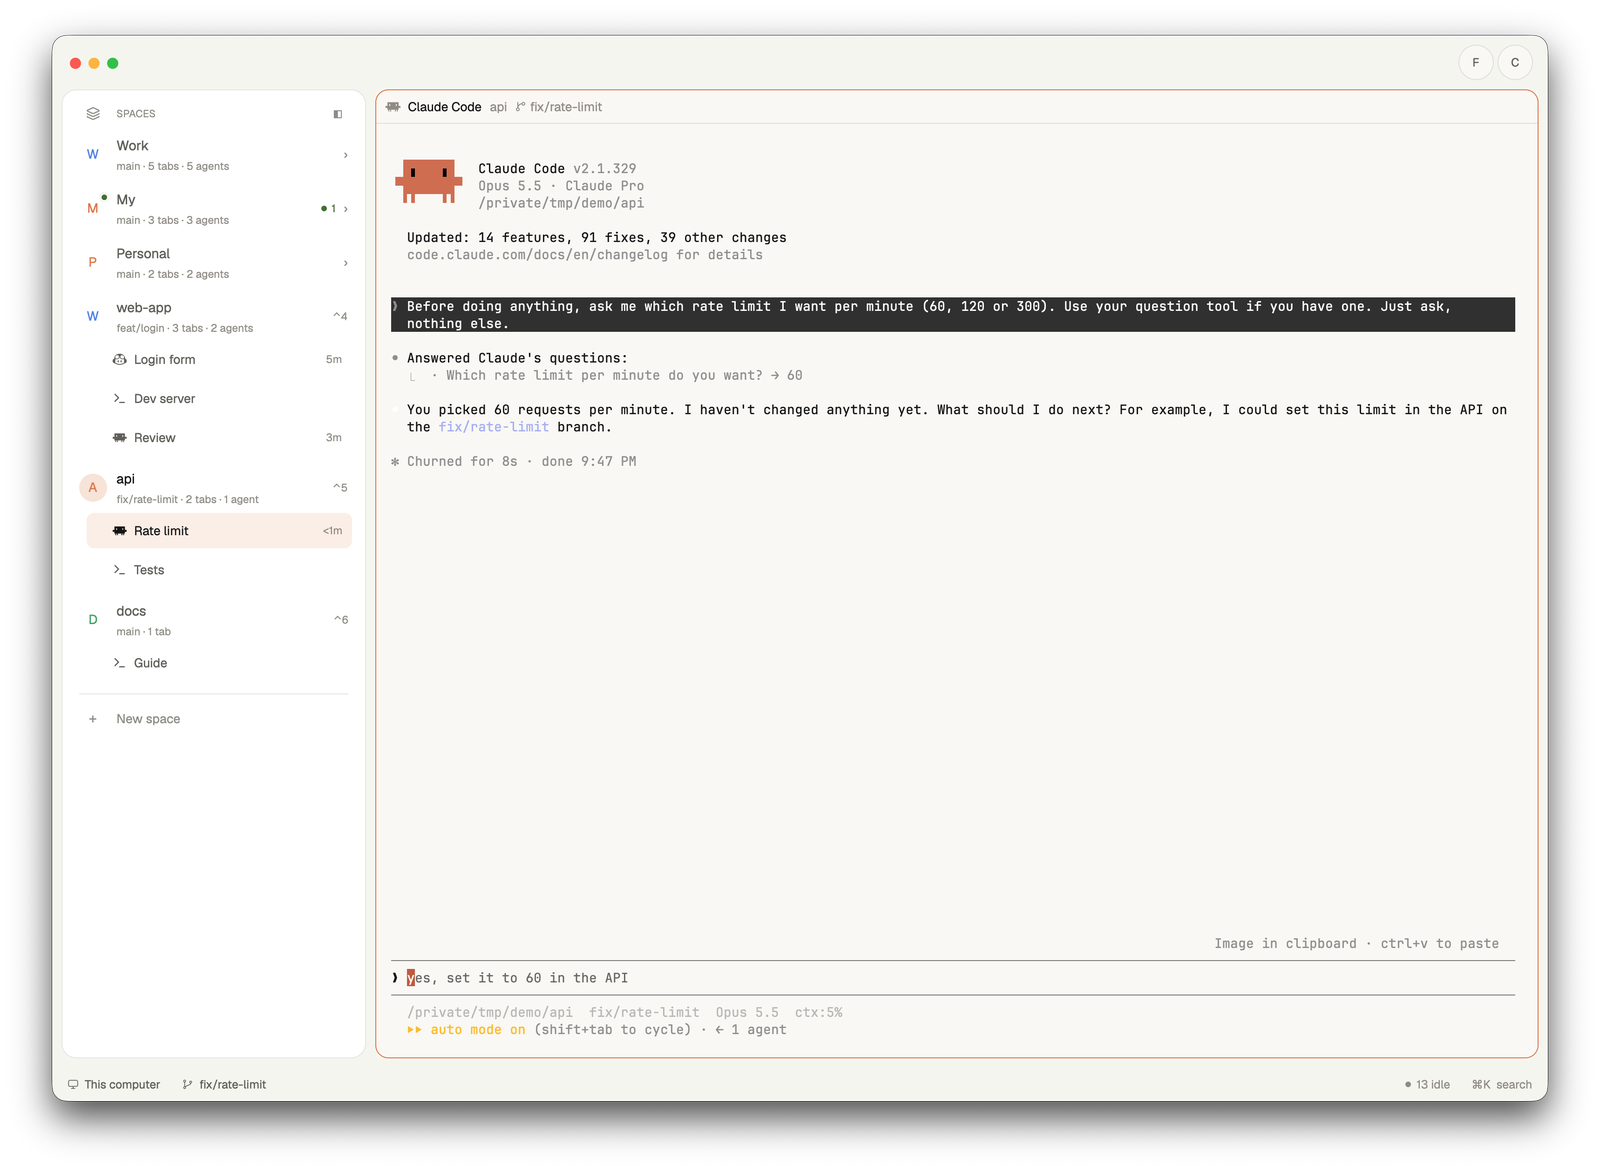 F C
SPACES
W Work
main · 5 tabs · 5 agents
M My
1
main · 3 tabs · 3 agents
P Personal
main · 2 tabs · 2 agents
W web-app ^4
feat/login · 3 tabs · 2 agents
Login form 5m
Dev server
Review 3m
A api ^5
fix/rate-limit · 2 tabs · 1 agent
Rate limit <1m
Tests
D docs ^6
main · 1 tab
Guide
+ New space
Claude Code api fix/rate-limit
Claude Code v2.1.329
Opus 5.5 · Claude Pro
/private/tmp/demo/api
Updated: 14 features, 91 fixes, 39 other changes
code.claude.com/docs/en/changelog for details
❯ Before doing anything, ask me which rate limit I want per minute (60, 120 or 300). Use your question tool if you have one. Just ask,
nothing else.
● Answered Claude's questions:
└ · Which rate limit per minute do you want? → 60
You picked 60 requests per minute. I haven't changed anything yet. What should I do next? For example, I could set this limit in the API on
the fix/rate-limit branch.
✻ Churned for 8s · done 9:47 PM
Image in clipboard · ctrl+v to paste
❯ yes, set it to 60 in the API
/private/tmp/demo/api fix/rate-limit Opus 5.5 ctx:5%
⏵⏵ auto mode on (shift+tab to cycle) · ← 1 agent
This computer fix/rate-limit
● 13 idle ⌘K search